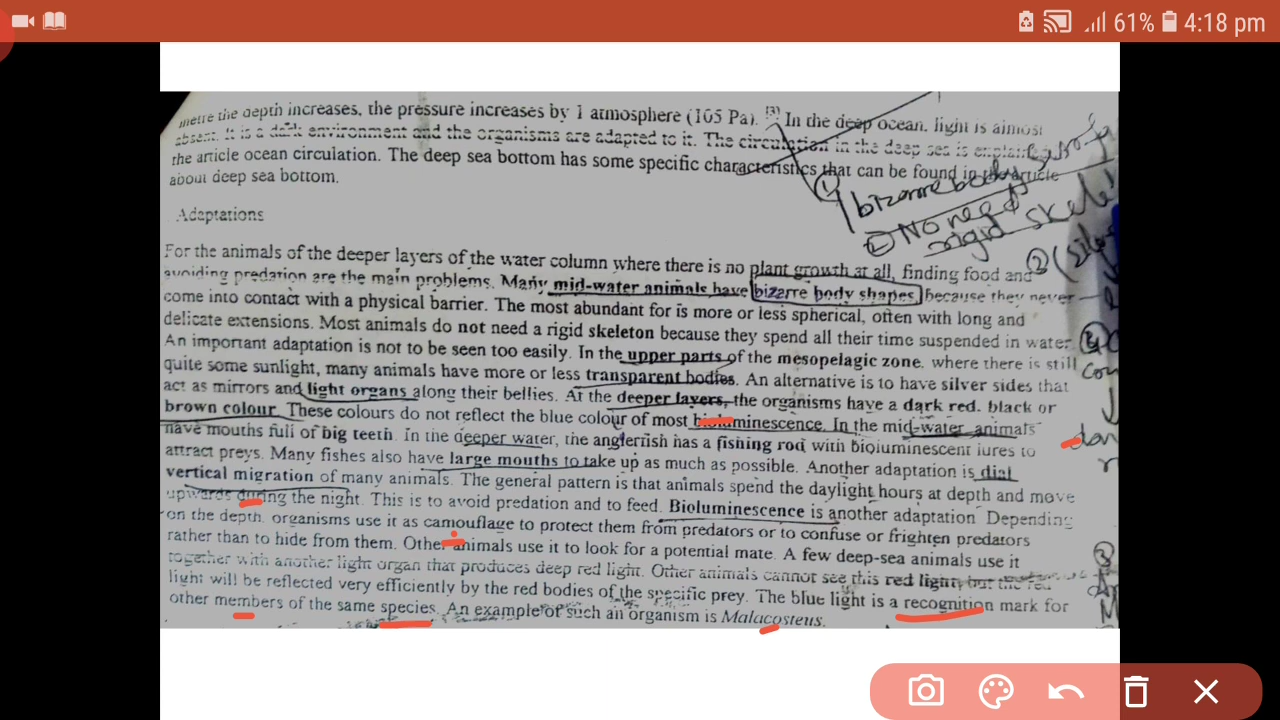 61% 4:18 pm
metre the depth increases, the pressure increases by 1 atmosphere (105 Pa). [3] In the deep ocean, light is almost
absent. It is a dark environment and the organisms are adapted to it. The circulation in the deep sea is explained
the article ocean circulation. The deep sea bottom has some specific characteristics that can be found in the article
about deep sea bottom.
① bizarre body
② No need
rigid skele
Adaptations
For the animals of the deeper layers of the water column where there is no plant growth at all, finding food and
avoiding predation are the main problems. Many mid-water animals have bizarre body shapes, because they never
come into contact with a physical barrier. The most abundant for is more or less spherical, often with long and
delicate extensions. Most animals do not need a rigid skeleton because they spend all their time suspended in water.
An important adaptation is not to be seen too easily. In the upper parts of the mesopelagic zone, where there is still
quite some sunlight, many animals have more or less transparent bodies. An alternative is to have silver sides that
act as mirrors and light organs along their bellies. At the deeper layers, the organisms have a dark red, black or
brown colour. These colours do not reflect the blue colour of most bioluminescence. In the mid-water animals
have mouths full of big teeth. In the deeper water, the anglerfish has a fishing rod with bioluminescent lures to
attract preys. Many fishes also have large mouths to take up as much as possible. Another adaptation is dial
vertical migration of many animals. The general pattern is that animals spend the daylight hours at depth and move
upwards during the night. This is to avoid predation and to feed. Bioluminescence is another adaptation. Depending
on the depth, organisms use it as camouflage to protect them from predators or to confuse or frighten predators
rather than to hide from them. Other animals use it to look for a potential mate. A few deep-sea animals use it
together with another light organ that produces deep red light. Other animals cannot see this red light, but the red
light will be reflected very efficiently by the red bodies of the specific prey. The blue light is a recognition mark for
other members of the same species. An example of such an organism is Malacosteus.